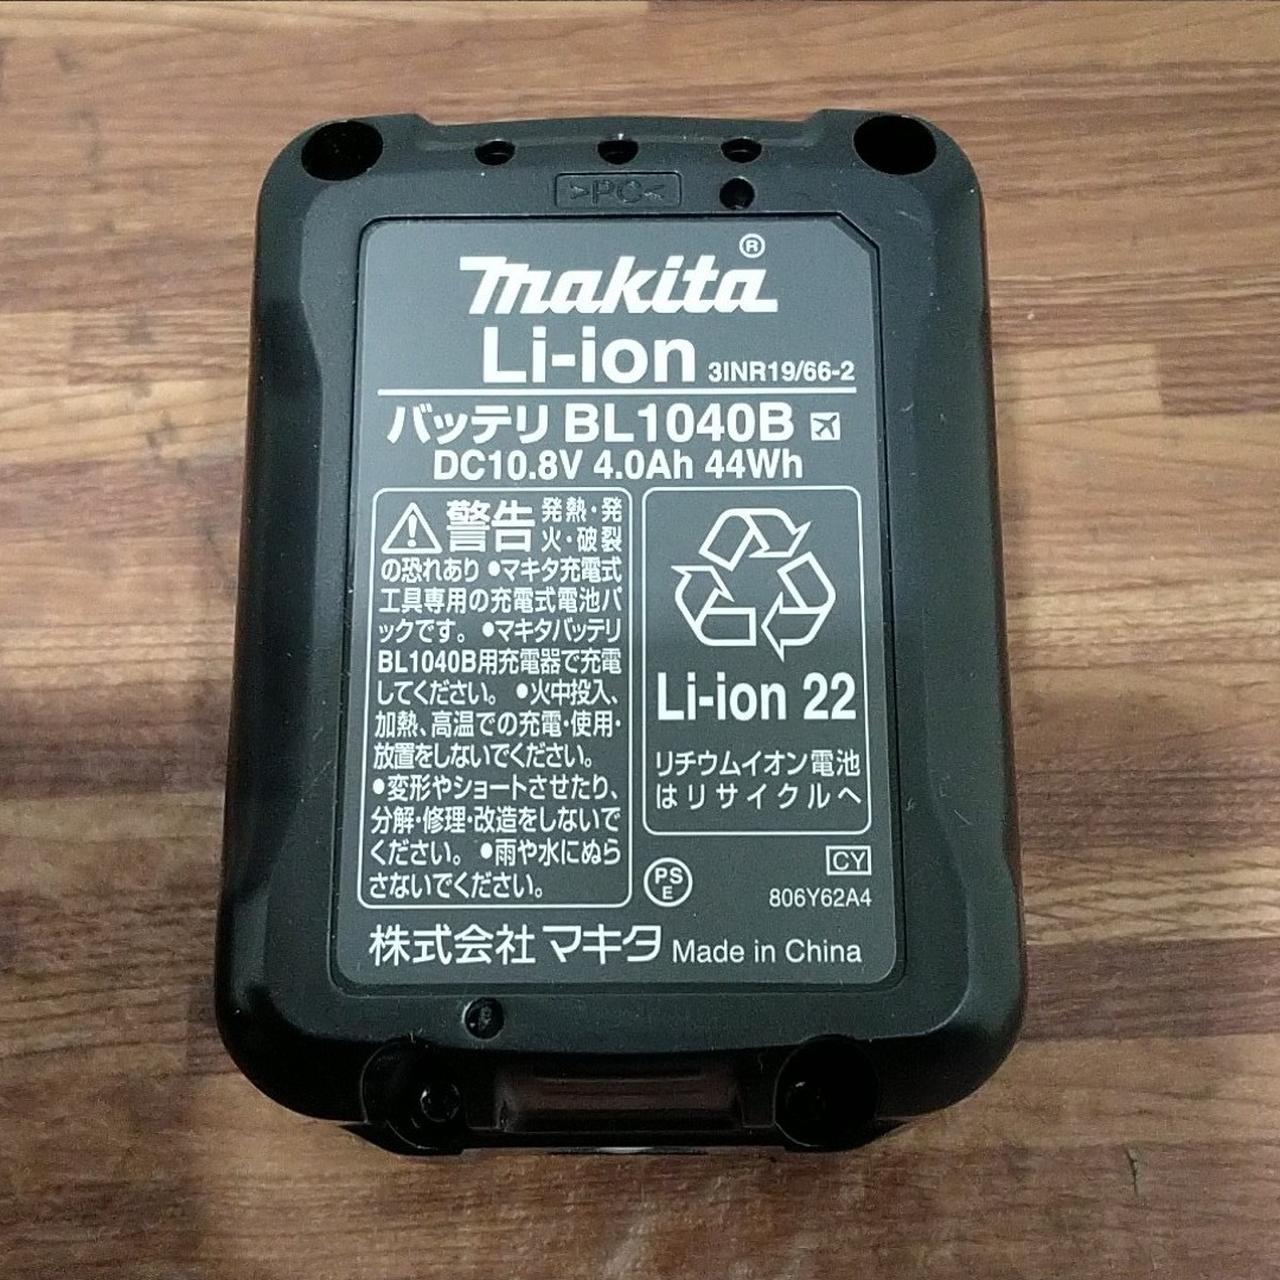 >PC<
makita®
Li-ion 3INR19/66-2
バッテリ BL1040B
DC10.8V 4.0Ah 44Wh
警告 発熱・発
火・破裂
の恐れあり ●マキタ充電式
工具専用の充電式電池パ
ックです。 ●マキタバッテリ
BL1040B用充電器で充電
してください。 ●火中投入、
加熱、高温での充電・使用・
放置をしないでください。
●変形やショートさせたり、
分解・修理・改造をしないで
ください。 ●雨や水にぬら
さないでください。
Li-ion 22
リチウムイオン電池
はリサイクルへ
PS
E
CY
806Y62A4
株式会社マキタ Made in China